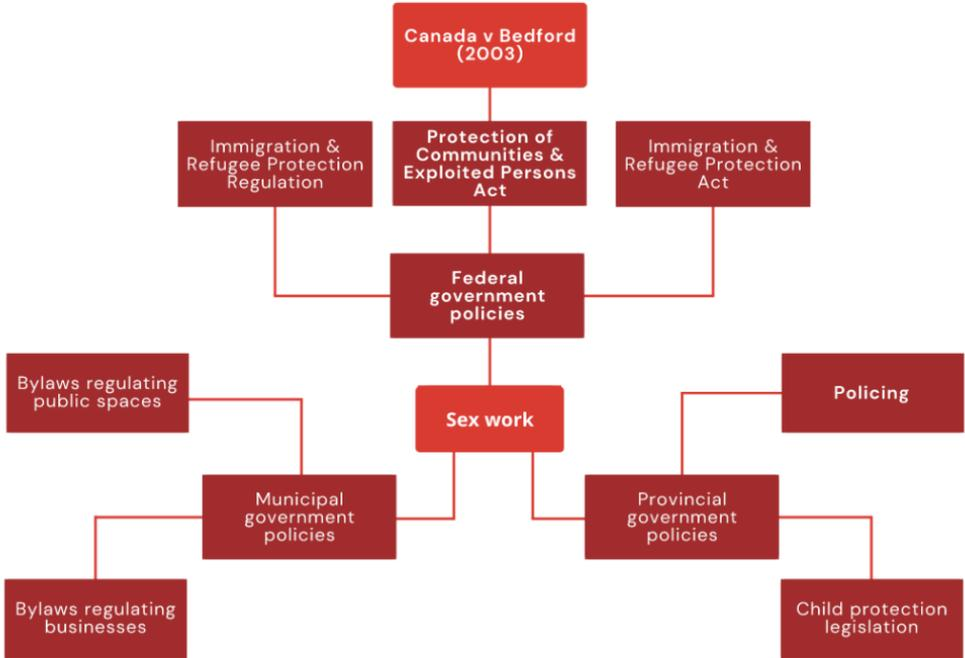 Canada v Bedford
(2003)
Immigration &
Refugee Protection
Regulation
Protection of
Communities &
Exploited Persons
Act
Immigration &
Refugee Protection
Act
Federal
government
policies
Bylaws regulating
public spaces
Sex work
Policing
Municipal
government
policies
Provincial
government
policies
Bylaws regulating
businesses
Child protection
legislation